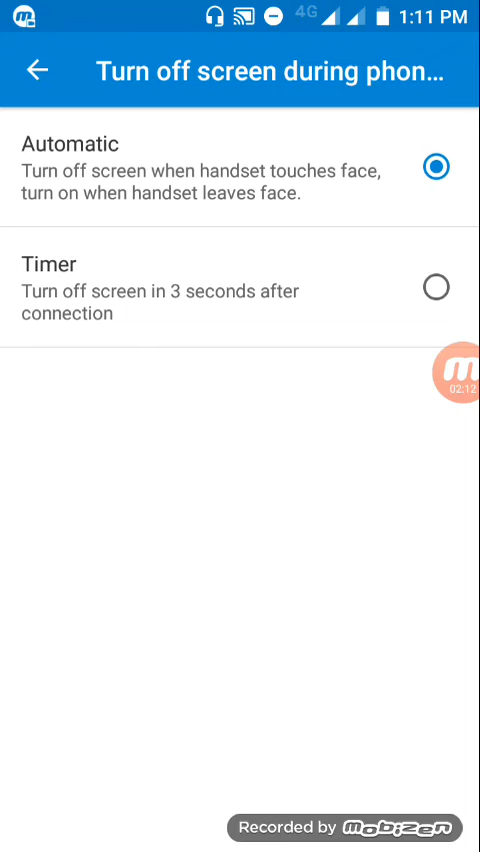 4G 1:11 PM
Turn off screen during phon...
Automatic
Turn off screen when handset touches face,
turn on when handset leaves face.
Timer
Turn off screen in 3 seconds after
connection
m
02:12
Recorded by mobizen